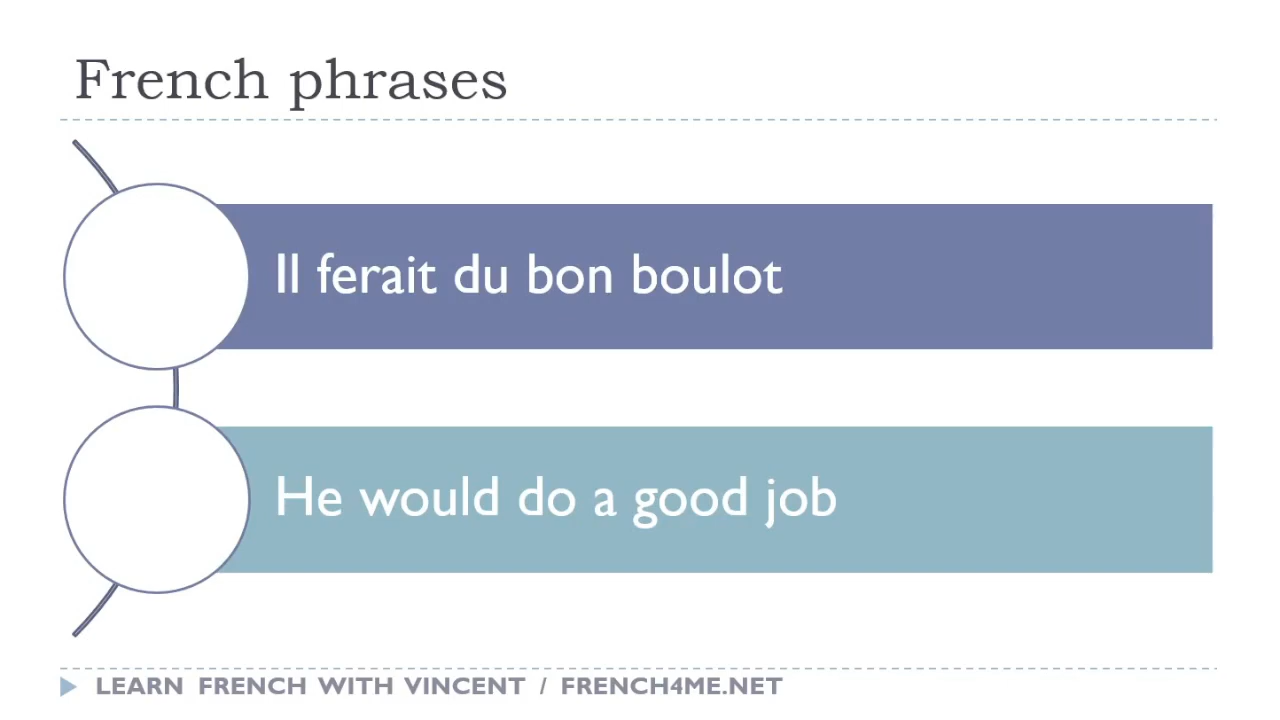 French phrases
Il ferait du bon boulot
He would do a good job
LEARN FRENCH WITH VINCENT / FRENCH4ME.NET